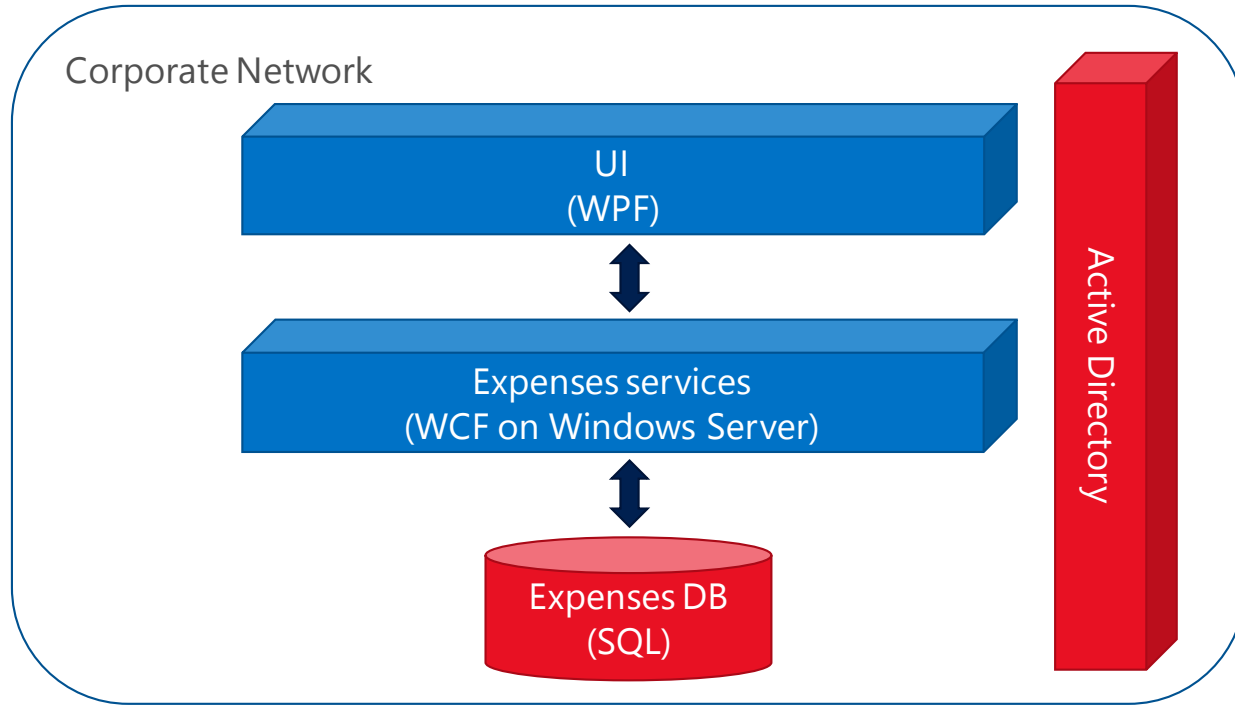 Corporate Network
UI
(WPF)
Expenses services
(WCF on Windows Server)
Expenses DB
(SQL)
Active Directory